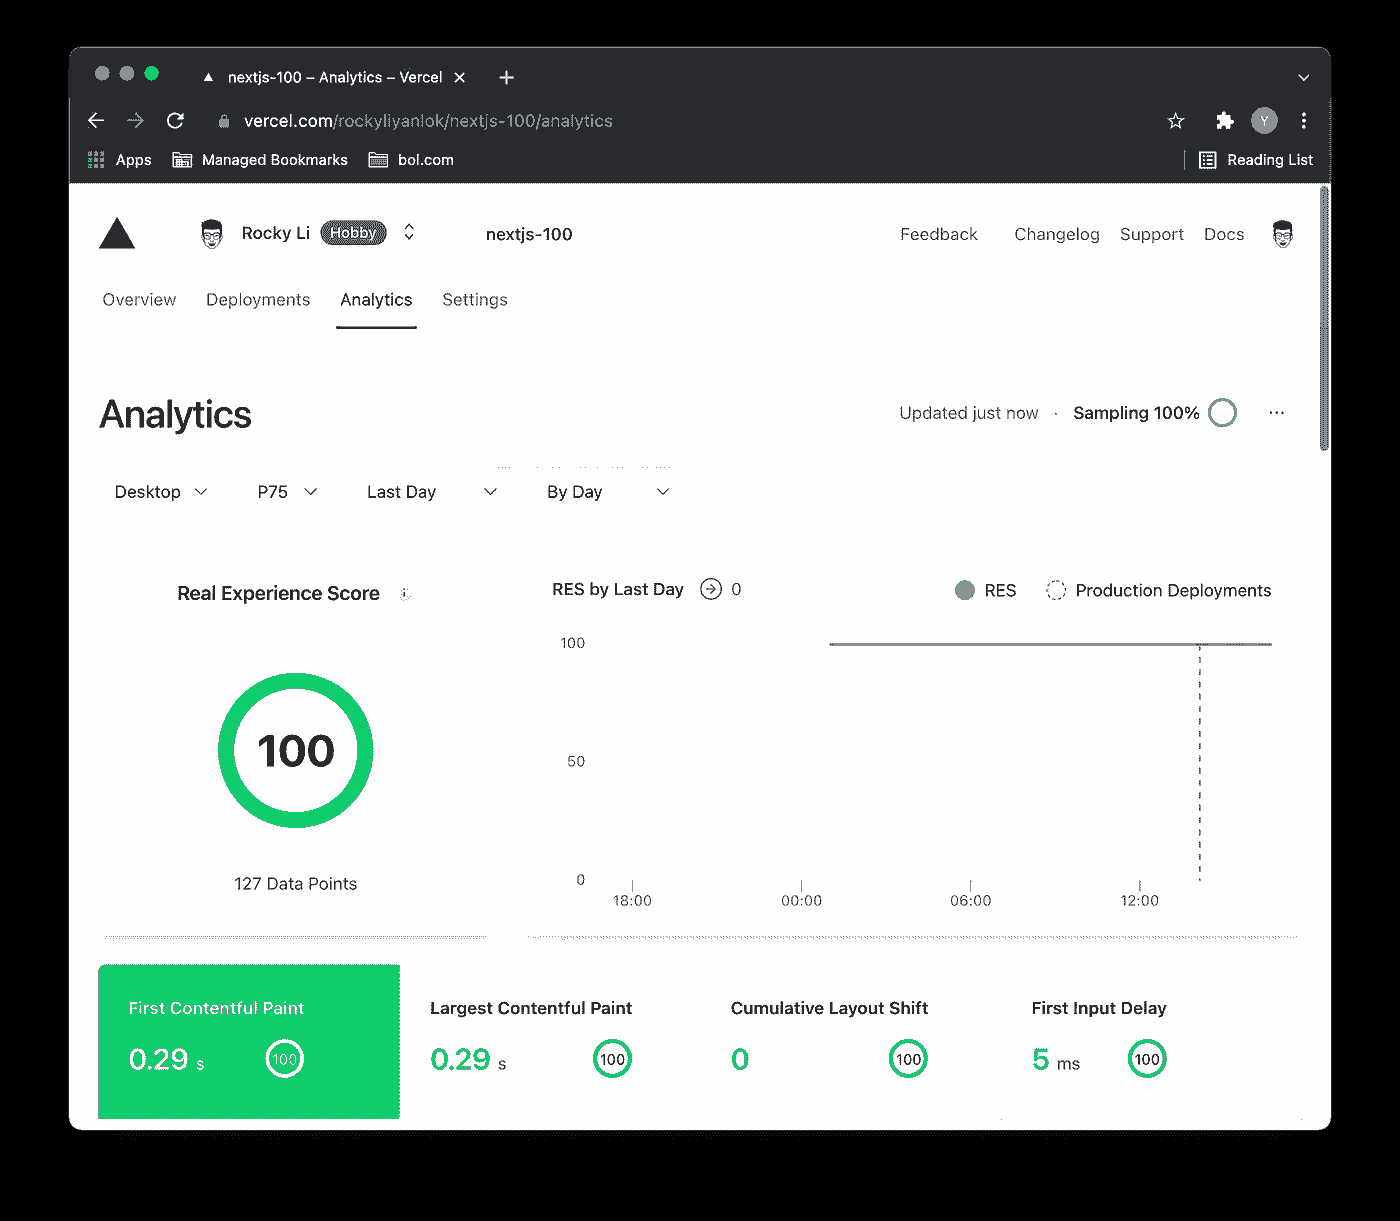 nextjs-100 – Analytics – Vercel
vercel.com/rockyliyanlok/nextjs-100/analytics
Y
Apps Managed Bookmarks bol.com Reading List
Rocky Li Hobby nextjs-100 Feedback Changelog Support Docs
Overview Deployments Analytics Settings
Analytics
Updated just now · Sampling 100%
Desktop P75 Last Day By Day
Real Experience Score i
RES by Last Day 0 RES Production Deployments
100
50
0
18:00 00:00 06:00 12:00
100
127 Data Points
First Contentful Paint Largest Contentful Paint Cumulative Layout Shift First Input Delay
0.29 s 100 0.29 s 100 0 100 5 ms 100